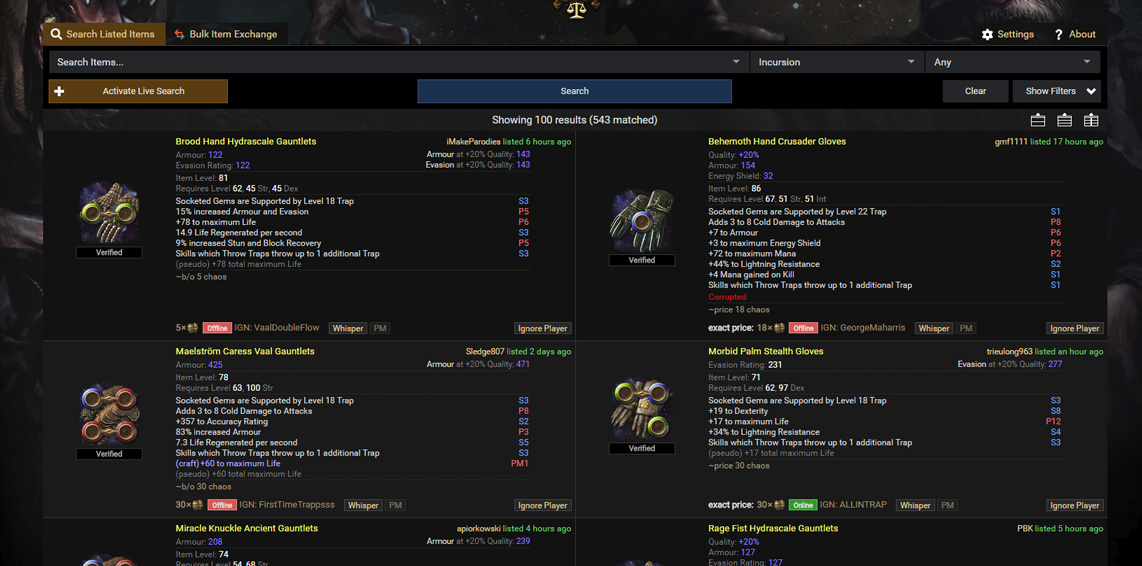 Search Listed Items
Bulk Item Exchange
Settings
? About
Search Items...
Incursion
Any
Activate Live Search
Search
Clear
Show Filters
Showing 100 results (543 matched)
Brood Hand Hydrascale Gauntlets
iMakeParodies listed 6 hours ago
Armour: 122
Armour at +20% Quality: 143
Evasion Rating: 122
Evasion at +20% Quality: 143
Item Level: 81
Requires Level 62, 45 Str, 45 Dex
Socketed Gems are Supported by Level 18 Trap S3
15% increased Armour and Evasion P5
+78 to maximum Life P6
14.9 Life Regenerated per second S3
9% increased Stun and Block Recovery P5
Skills which Throw Traps throw up to 1 additional Trap S3
(pseudo) +78 total maximum Life
~b/o 5 chaos
Verified
5× Offline IGN: VaalDoubleFlow Whisper PM Ignore Player
Behemoth Hand Crusader Gloves
gmf1111 listed 17 hours ago
Quality: +20%
Armour: 154
Energy Shield: 32
Item Level: 86
Requires Level 67, 51 Str, 51 Int
Socketed Gems are Supported by Level 22 Trap S1
Adds 3 to 8 Cold Damage to Attacks P8
+7 to Armour P6
+3 to maximum Energy Shield P6
+72 to maximum Mana P2
+44% to Lightning Resistance S2
+4 Mana gained on Kill S1
Skills which Throw Traps throw up to 1 additional Trap S1
Corrupted
~price 18 chaos
Verified
exact price: 18× Offline IGN: GeorgeMaharris Whisper PM Ignore Player
Maelström Caress Vaal Gauntlets
Sledge807 listed 2 days ago
Armour: 425
Armour at +20% Quality: 471
Item Level: 78
Requires Level 63, 100 Str
Socketed Gems are Supported by Level 18 Trap S3
Adds 3 to 8 Cold Damage to Attacks P8
+357 to Accuracy Rating S2
83% increased Armour P3
7.3 Life Regenerated per second S5
Skills which Throw Traps throw up to 1 additional Trap S3
(craft)+60 to maximum Life PM1
(pseudo) +60 total maximum Life
~b/o 30 chaos
Verified
30× Offline IGN: FirstTimeTrappsss Whisper PM Ignore Player
Morbid Palm Stealth Gloves
trieulong963 listed an hour ago
Evasion Rating: 231
Evasion at +20% Quality: 277
Item Level: 71
Requires Level 62, 97 Dex
Socketed Gems are Supported by Level 18 Trap S3
+19 to Dexterity S8
+17 to maximum Life P12
+34% to Lightning Resistance S4
Skills which Throw Traps throw up to 1 additional Trap S3
(pseudo) +17 total maximum Life
~price 30 chaos
Verified
exact price: 30× Online IGN: ALLINTRAP Whisper PM Ignore Player
Miracle Knuckle Ancient Gauntlets
apiorkowski listed 4 hours ago
Armour: 208
Armour at +20% Quality: 239
Item Level: 74
Requires Level 54, 68 Str
Rage Fist Hydrascale Gauntlets
PBK listed 5 hours ago
Quality: +20%
Armour: 127
Evasion Rating: 127